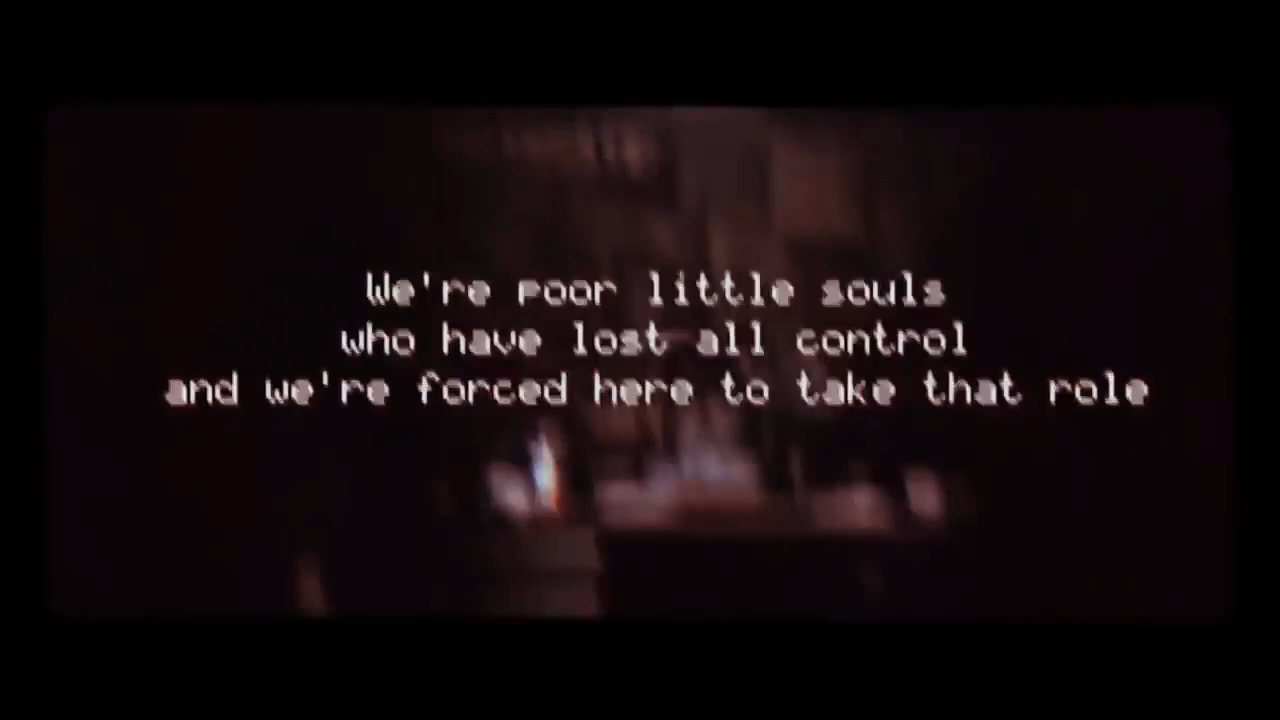 We're poor little souls
who have lost all control
and we're forced here to take that role